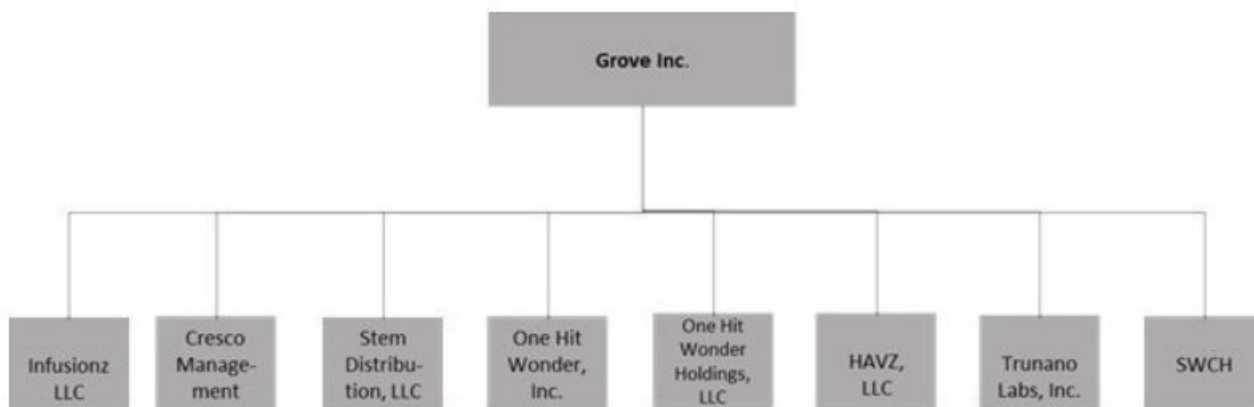 Grove Inc.
Infusionz
LLC
Cresco
Manage-
ment
Stem
Distribu-
tion, LLC
One Hit
Wonder,
Inc.
One Hit
Wonder
Holdings,
LLC
HAVZ,
LLC
Trunano
Labs, Inc.
SWCH